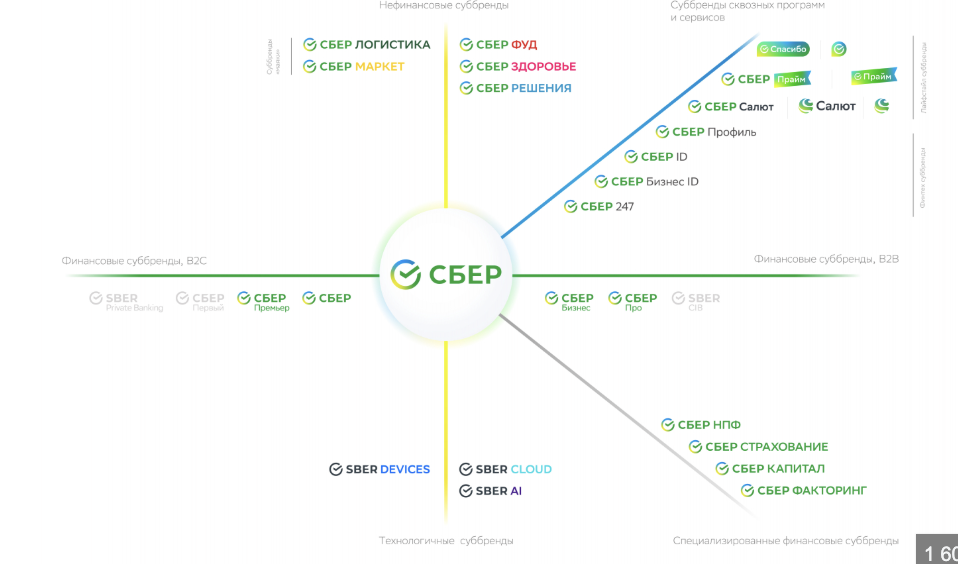 Нефинансовые суббренды
Суббренды сквозных программ
и сервисов
Суббренды
СБЕР ЛОГИСТИКА
СБЕР МАРКЕТ
СБЕР ФУД
СБЕР ЗДОРОВЬЕ
СБЕР РЕШЕНИЯ
Спасибо
СБЕР Прайм
Прайм
СБЕР Салют
Салют
Лайфстайл суббренды
СБЕР Профиль
СБЕР ID
СБЕР Бизнес ID
СБЕР 247
Финтех суббренды
Финансовые суббренды, B2C
Финансовые суббренды, B2B
СБЕР
SBER
Private Banking
СБЕР
Первый
СБЕР
Премьер
СБЕР
СБЕР
Бизнес
СБЕР
Про
SBER
CIB
СБЕР НПФ
СБЕР СТРАХОВАНИЕ
СБЕР КАПИТАЛ
СБЕР ФАКТОРИНГ
SBER DEVICES
SBER CLOUD
SBER AI
Технологичные суббренды
Специализированные финансовые суббренды
1 60